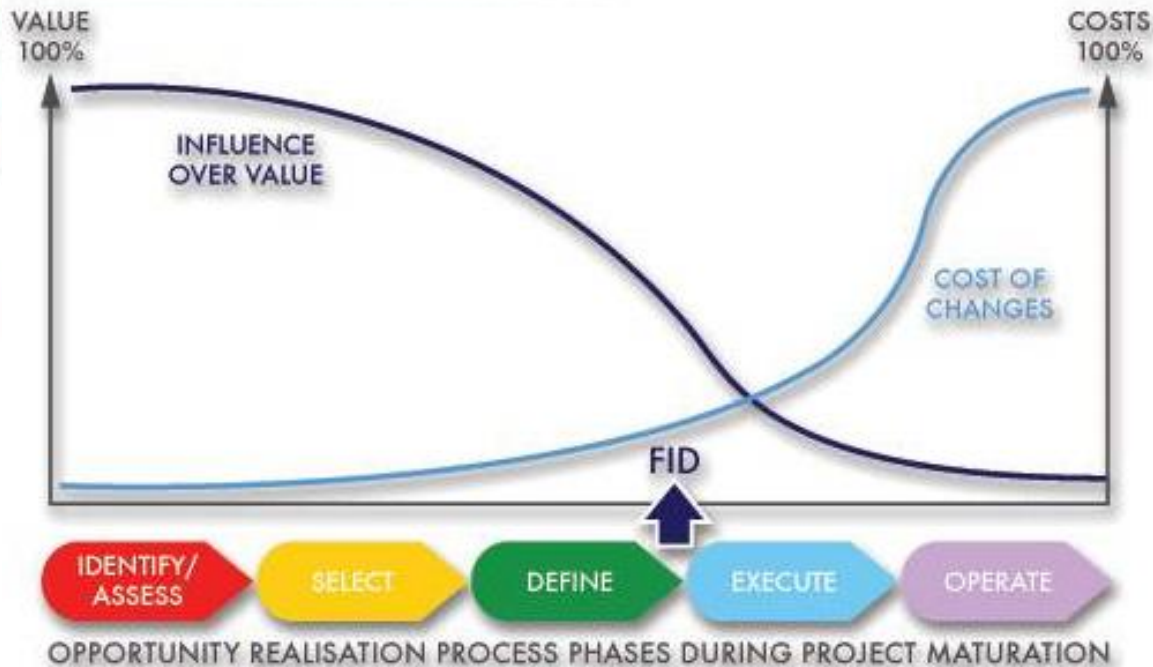 VALUE
100%
COSTS
100%
INFLUENCE
OVER VALUE
COST OF
CHANGES
FID
IDENTIFY/
ASSESS
SELECT
DEFINE
EXECUTE
OPERATE
OPPORTUNITY REALISATION PROCESS PHASES DURING PROJECT MATURATION